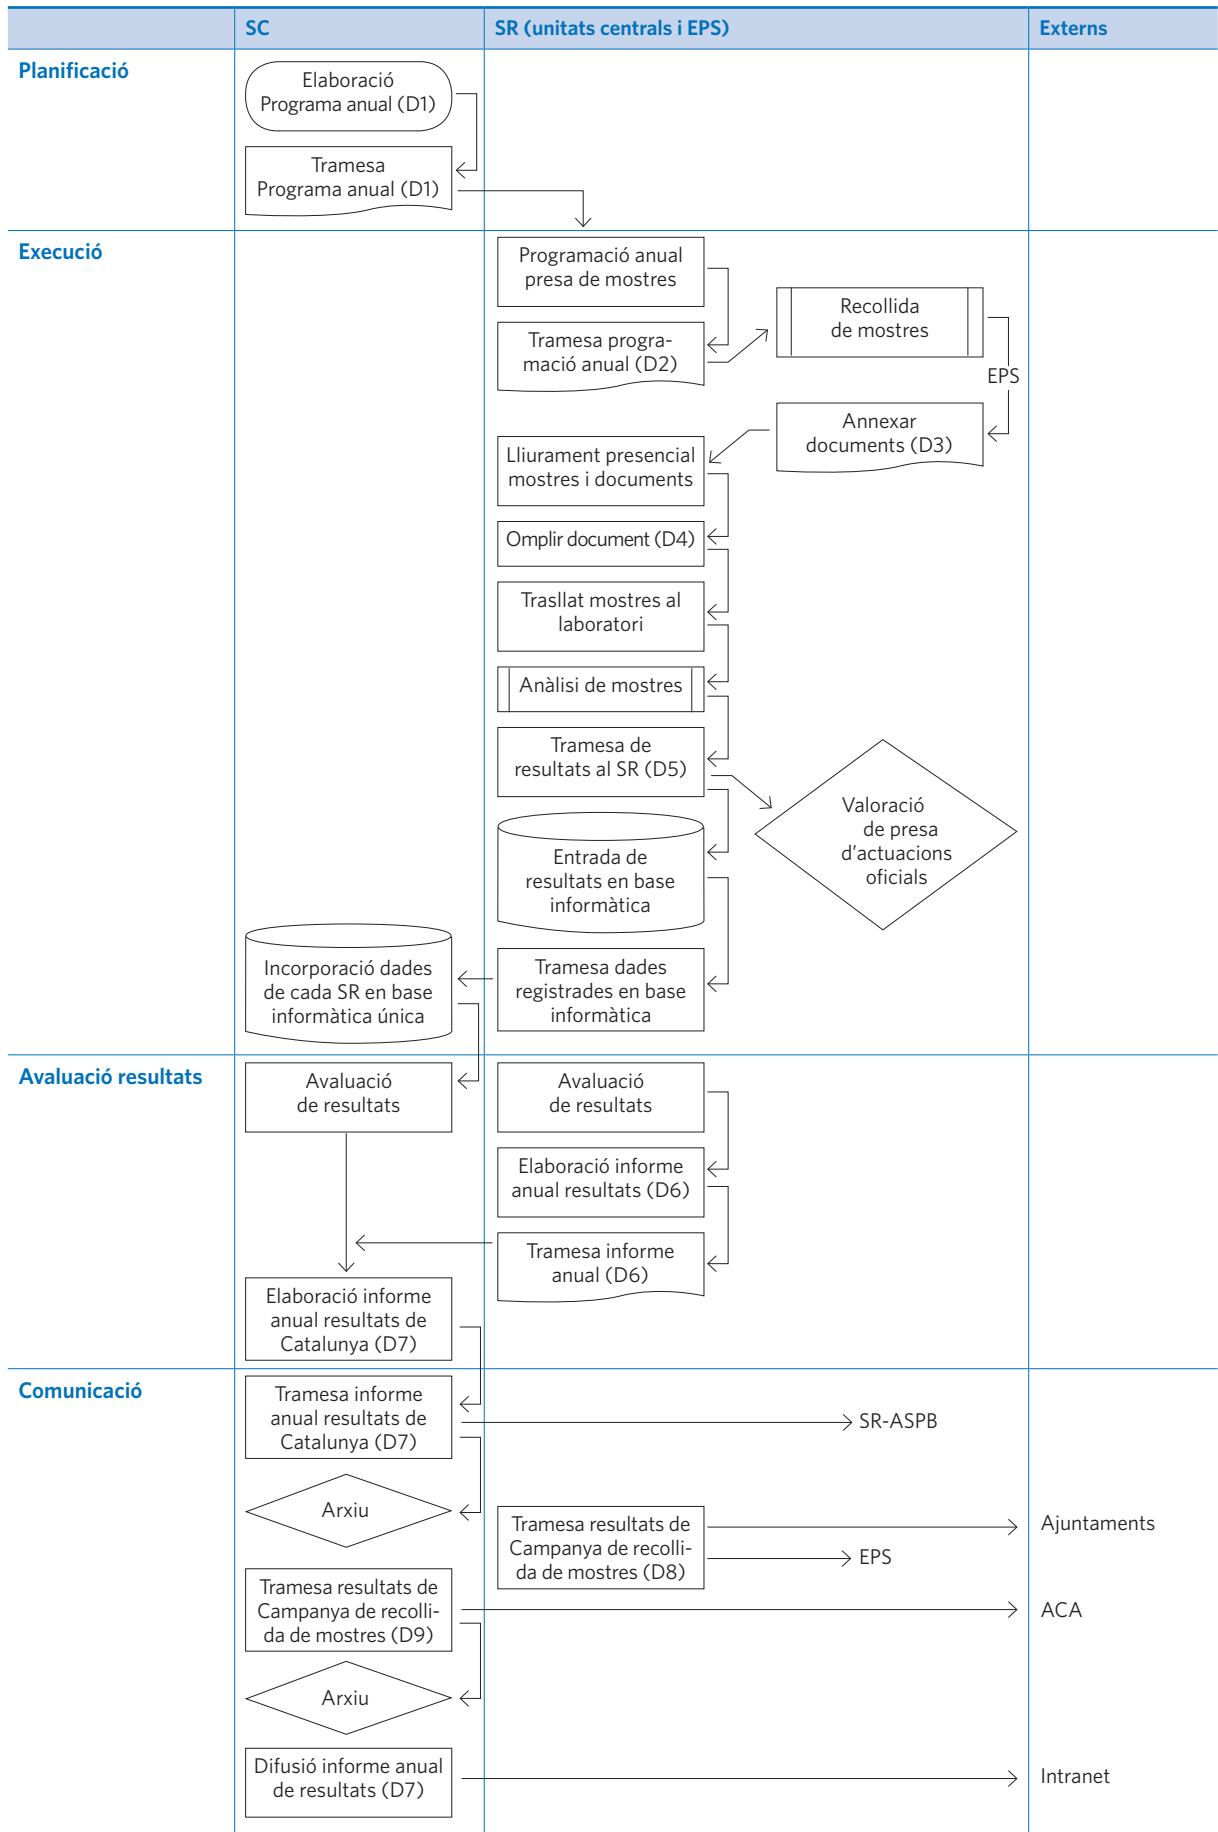 SC
SR (unitats centrals i EPS)
Externs
Planificació
Elaboració
Programa anual (D1)
Tramesa
Programa anual (D1)
Execució
Programació anual
presa de mostres
Recollida
de mostres
Tramesa progra-
mació anual (D2)
EPS
Annexar
documents (D3)
Lliurament presencial
mostres i documents
Omplir document (D4)
Trasllat mostres al
laboratori
Anàlisi de mostres
Tramesa de
resultats al SR (D5)
Valoració
de presa
d'actuacions
oficials
Entrada de
resultats en base
informàtica
Incorporació dades
de cada SR en base
informàtica única
Tramesa dades
registrades en base
informàtica
Avaluació resultats
Avaluació
de resultats
Avaluació
de resultats
Elaboració informe
anual resultats (D6)
Tramesa informe
anual (D6)
Elaboració informe
anual resultats de
Catalunya (D7)
Comunicació
Tramesa informe
anual resultats de
Catalunya (D7)
SR-ASPB
Arxiu
Tramesa resultats de
Campanya de recolli-
da de mostres (D8)
Ajuntaments
EPS
Tramesa resultats de
Campanya de recolli-
da de mostres (D9)
ACA
Arxiu
Difusió informe anual
de resultats (D7)
Intranet